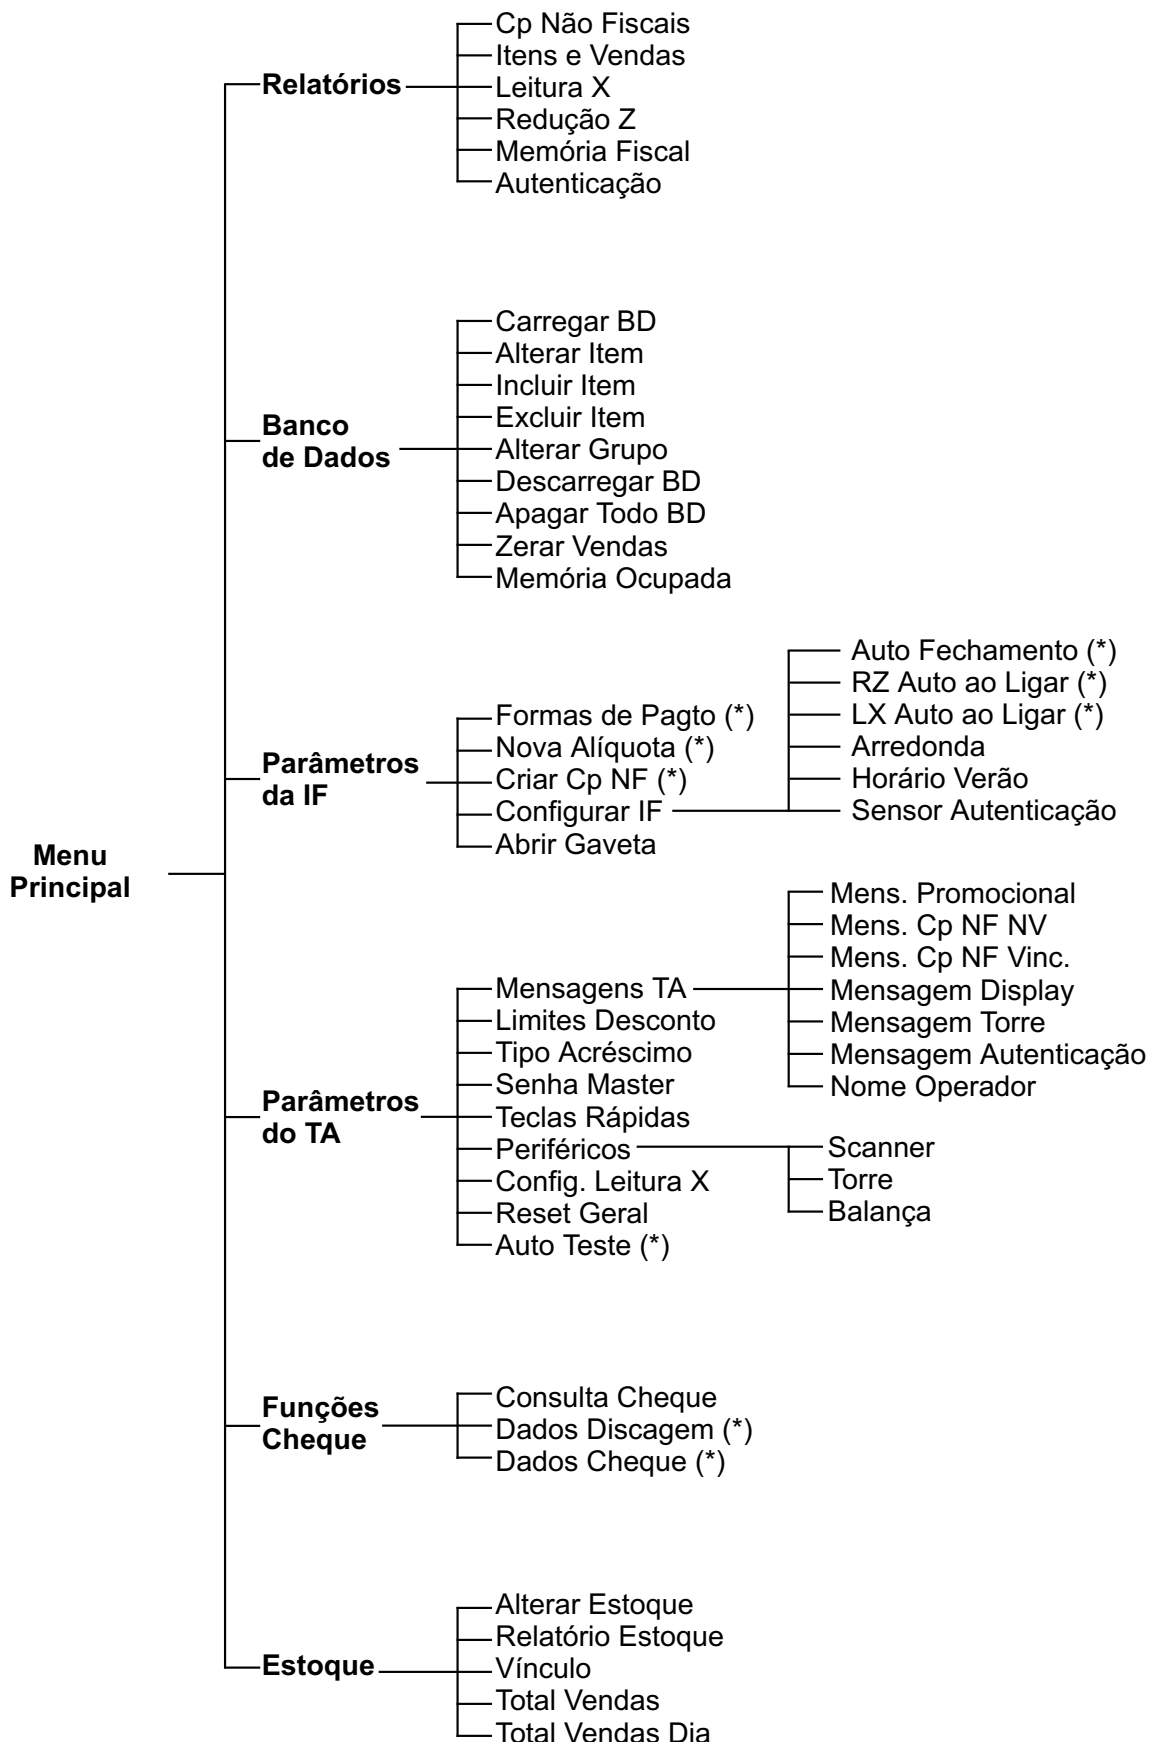 Menu
Principal
Relatórios
Cp Não Fiscais
Itens e Vendas
Leitura X
Redução Z
Memória Fiscal
Autenticação
Banco
de Dados
Carregar BD
Alterar Item
Incluir Item
Excluir Item
Alterar Grupo
Descarregar BD
Apagar Todo BD
Zerar Vendas
Memória Ocupada
Parâmetros
da IF
Formas de Pagto (*)
Nova Alíquota (*)
Criar Cp NF (*)
Configurar IF
Abrir Gaveta
Auto Fechamento (*)
RZ Auto ao Ligar (*)
LX Auto ao Ligar (*)
Arredonda
Horário Verão
Sensor Autenticação
Parâmetros
do TA
Mensagens TA
Limites Desconto
Tipo Acréscimo
Senha Master
Teclas Rápidas
Periféricos
Config. Leitura X
Reset Geral
Auto Teste (*)
Mens. Promocional
Mens. Cp NF NV
Mens. Cp NF Vinc.
Mensagem Display
Mensagem Torre
Mensagem Autenticação
Nome Operador
Scanner
Torre
Balança
Funções
Cheque
Consulta Cheque
Dados Discagem (*)
Dados Cheque (*)
Estoque
Alterar Estoque
Relatório Estoque
Vínculo
Total Vendas
Total Vendas Dia